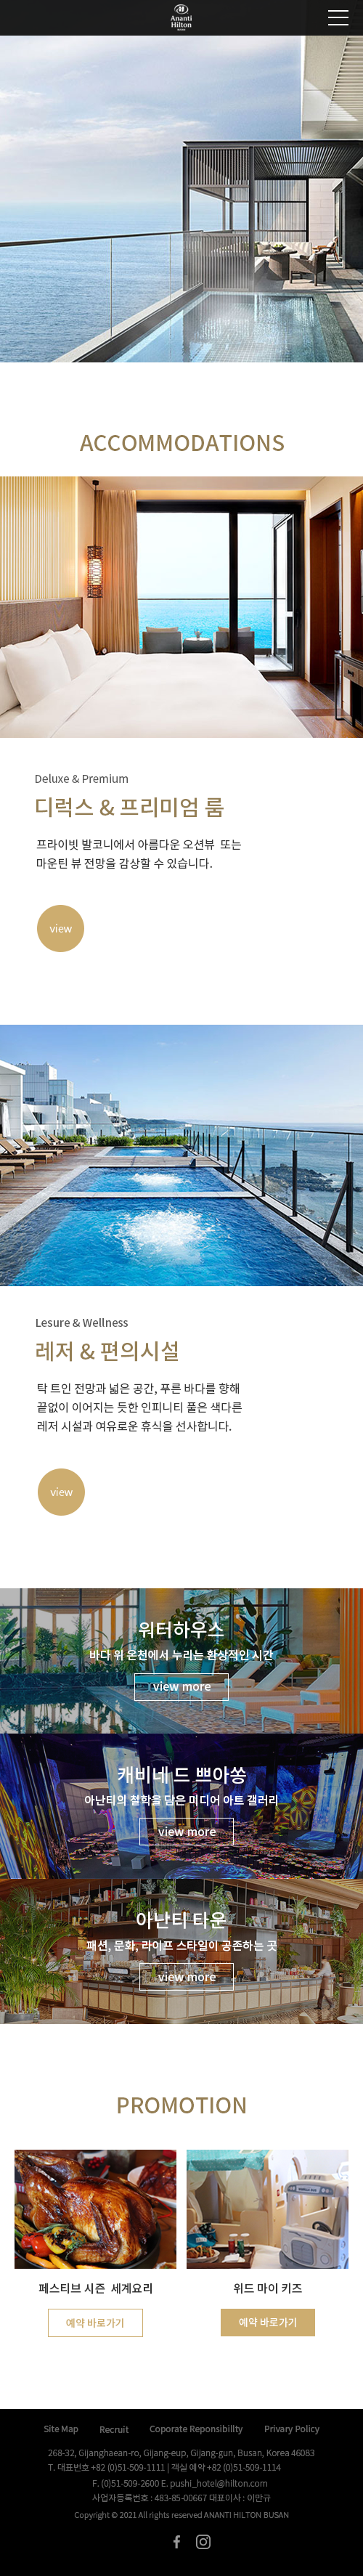 Ananti
Hilton
BUSAN
ACCOMMODATIONS
Deluxe & Premium
디럭스 & 프리미엄 룸
프라이빗 발코니에서 아름다운 오션뷰 또는
마운틴 뷰 전망을 감상할 수 있습니다.
view
Lesure & Wellness
레저 & 편의시설
탁 트인 전망과 넓은 공간, 푸른 바다를 향해
끝없이 이어지는 듯한 인피니티 풀은 색다른
레저 시설과 여유로운 휴식을 선사합니다.
view
워터하우스
바다 위 온천에서 누리는 환상적인 시간
view more
캐비네 드 쁘아쏭
아난티의 철학을 담은 미디어 아트 갤러리
view more
아난티 타운
패션, 문화, 라이프 스타일이 공존하는 곳
view more
PROMOTION
페스티브 시즌 세계요리
위드 마이 키즈
예약 바로가기
예약 바로가기
Site Map Recruit Coporate Reponsibility Privary Policy
268-32, Gijanghaean-ro, Gijang-eup, Gijang-gun, Busan, Korea 46083
T. 대표번호 +82 (0)51-509-1111 | 객실 예약 +82 (0)51-509-1114
F. (0)51-509-2600 E. pushi_hotel@hilton.com
사업자등록번호 : 483-85-00667 대표이사 : 이만규
Copyright © 2021 All rights reserved ANANTI HILTON BUSAN